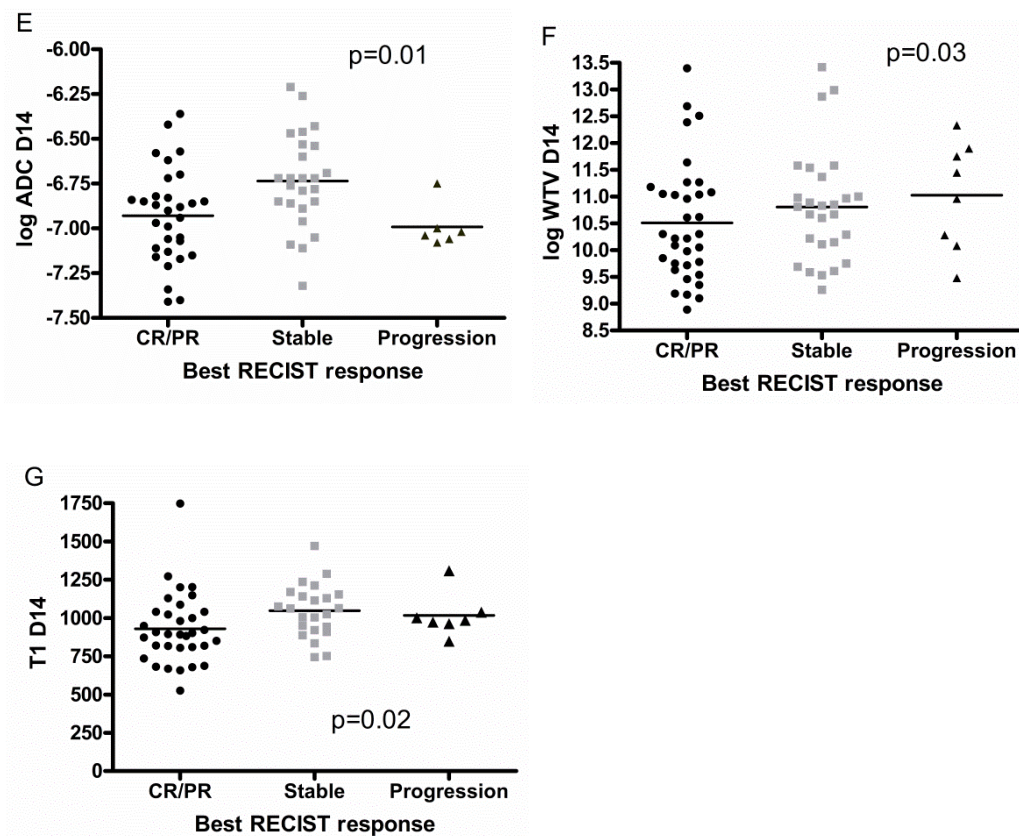 E
p=0.01
log ADC D14
-6.00
-6.25
-6.50
-6.75
-7.00
-7.25
-7.50
CR/PR Stable Progression
Best RECIST response
F
p=0.03
log WTV D14
13.5
13.0
12.5
12.0
11.5
11.0
10.5
10.0
9.5
9.0
8.5
CR/PR Stable Progression
Best RECIST response
G
T1 D14
1750
1500
1250
1000
750
500
250
0
p=0.02
CR/PR Stable Progression
Best RECIST response